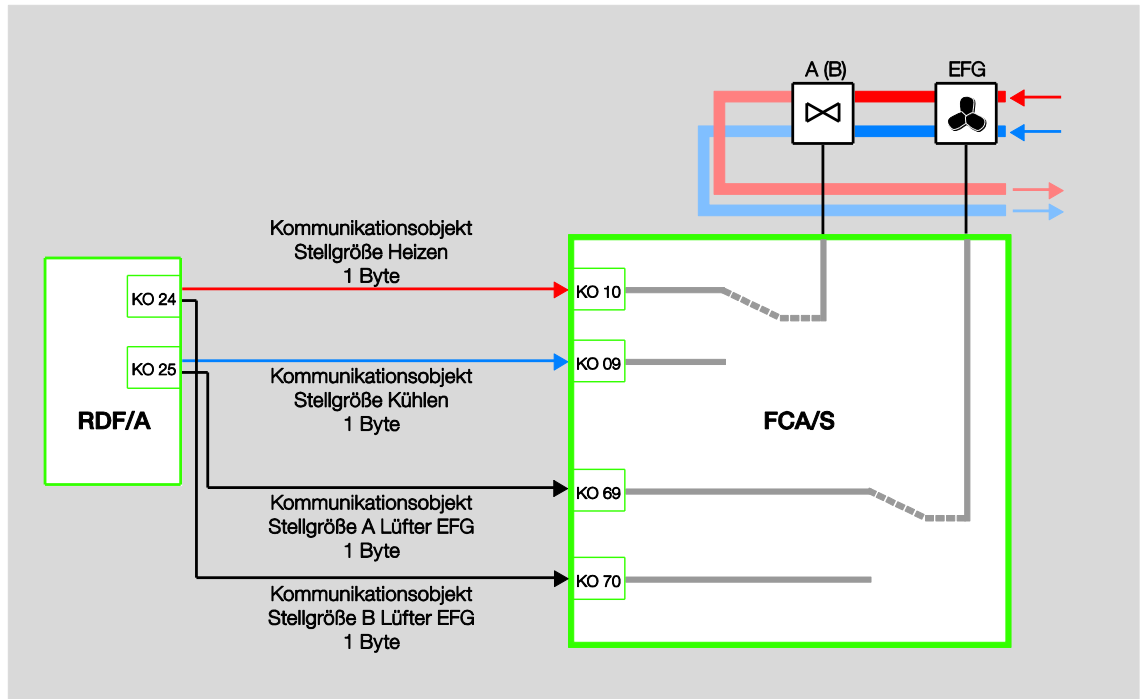 A (B)
EFG
Kommunikationsobjekt
Stellgröße Heizen
1 Byte
KO 24
KO 10
KO 25
KO 09
Kommunikationsobjekt
Stellgröße Kühlen
1 Byte
RDF/A
FCA/S
KO 69
Kommunikationsobjekt
Stellgröße A Lüfter EFG
1 Byte
KO 70
Kommunikationsobjekt
Stellgröße B Lüfter EFG
1 Byte